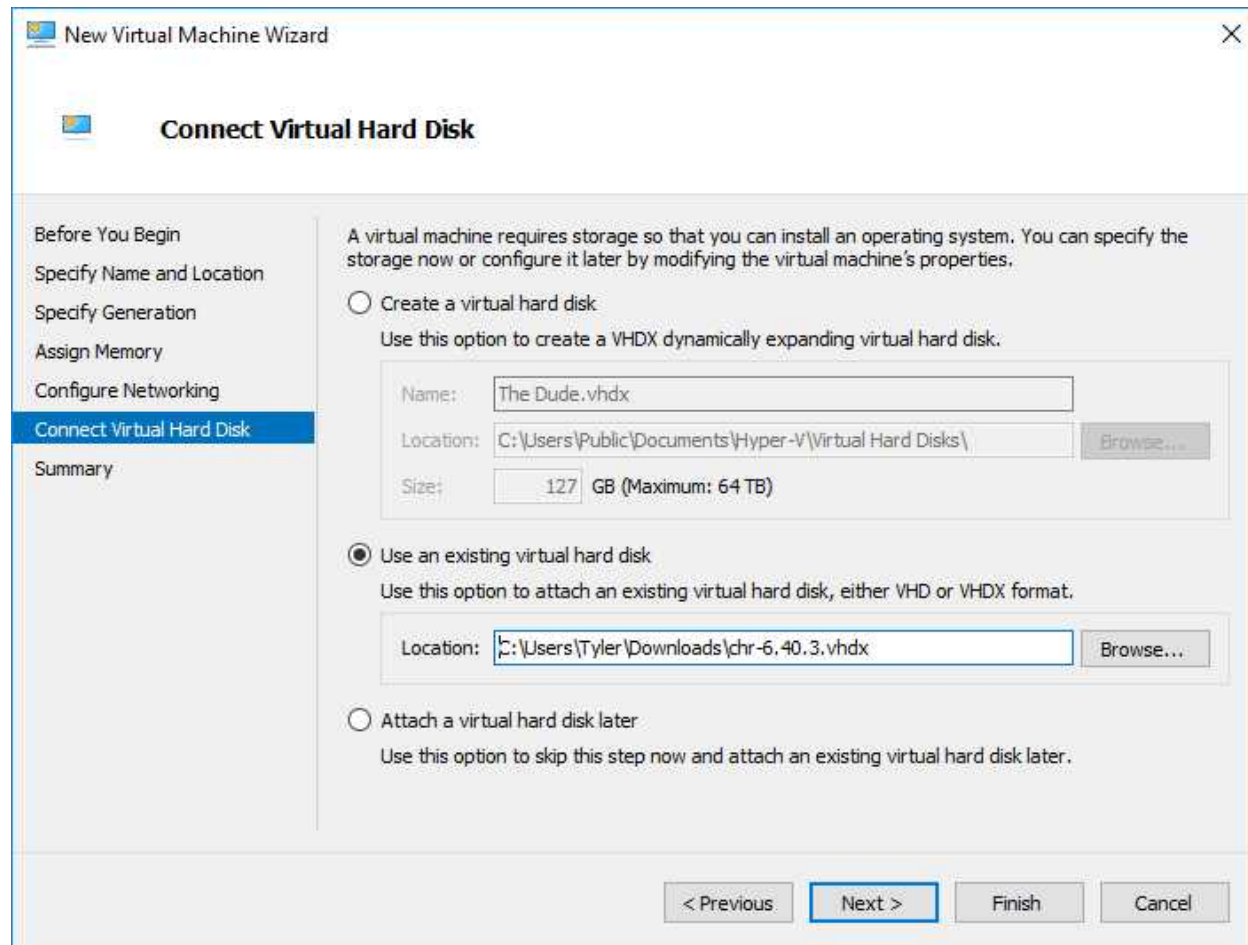 New Virtual Machine Wizard
Connect Virtual Hard Disk
Before You Begin
Specify Name and Location
Specify Generation
Assign Memory
Configure Networking
Connect Virtual Hard Disk
Summary
A virtual machine requires storage so that you can install an operating system. You can specify the
storage now or configure it later by modifying the virtual machine's properties.
Create a virtual hard disk
Use this option to create a VHDX dynamically expanding virtual hard disk.
Name: The Dude.vhdx
Location: C:\Users\Public\Documents\Hyper-V\Virtual Hard Disks\ Browse...
Size: 127 GB (Maximum: 64 TB)
Use an existing virtual hard disk
Use this option to attach an existing virtual hard disk, either VHD or VHDX format.
Location: C:\Users\Tyler\Downloads\chr-6.40.3.vhdx Browse...
Attach a virtual hard disk later
Use this option to skip this step now and attach an existing virtual hard disk later.
< Previous Next > Finish Cancel